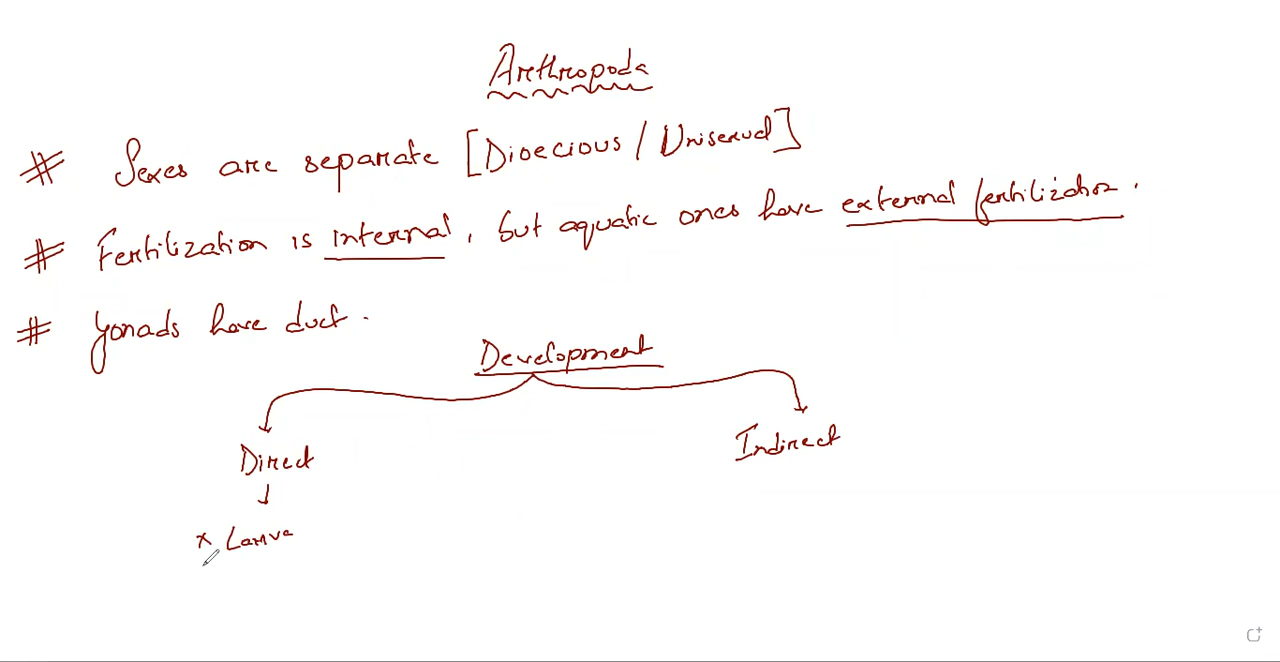 Arthropoda
# Sexes are separate [Dioecious / Unisexual]
# Fertilization is internal, but aquatic ones have external fertilization.
# Gonads have duct.
Development
Direct Indirect
↓
x Larva